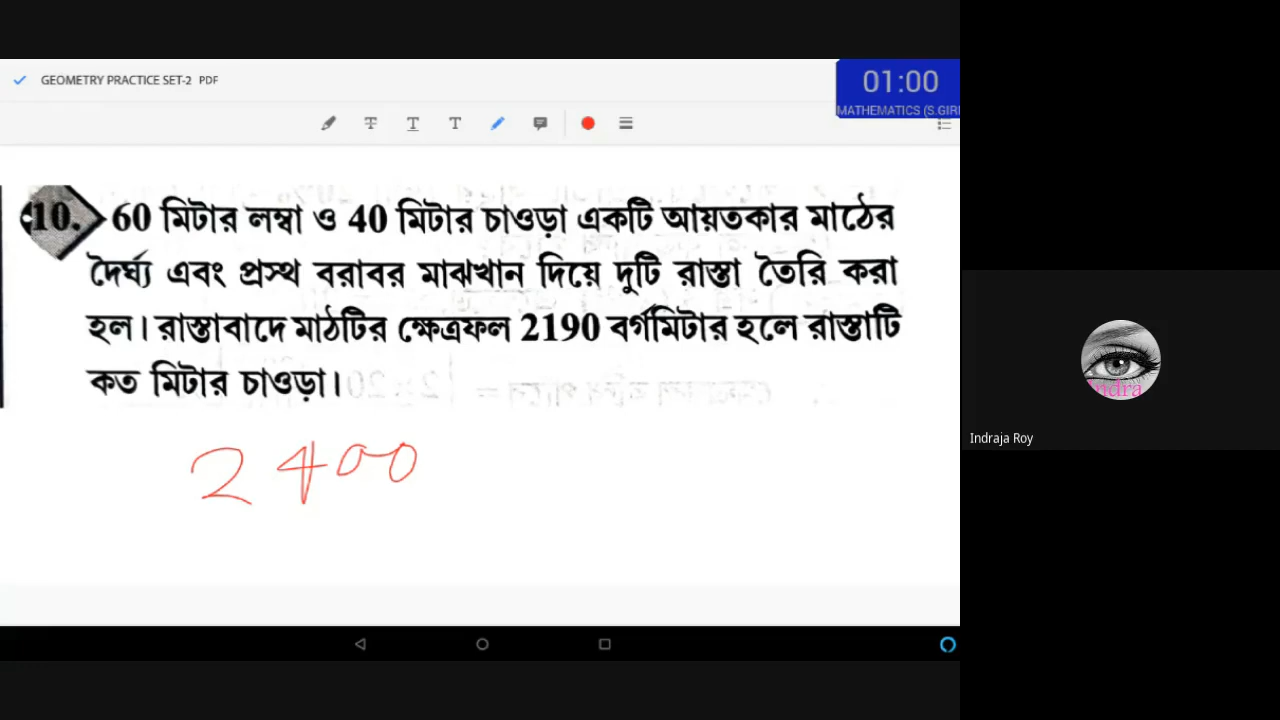 GEOMETRY PRACTICE SET-2 PDF
01:00
MATHEMATICS (S.GIRI
10. 60 মিটার লম্বা ও 40 মিটার চাওড়া একটি আয়তকার মাঠের
দৈর্ঘ্য এবং প্রস্থ বরাবর মাঝখান দিয়ে দুটি রাস্তা তৈরি করা
হল। রাস্তাবাদে মাঠটির ক্ষেত্রফল 2190 বর্গমিটার হলে রাস্তাটি
কত মিটার চাওড়া।
2400
Indra
Indraja Roy